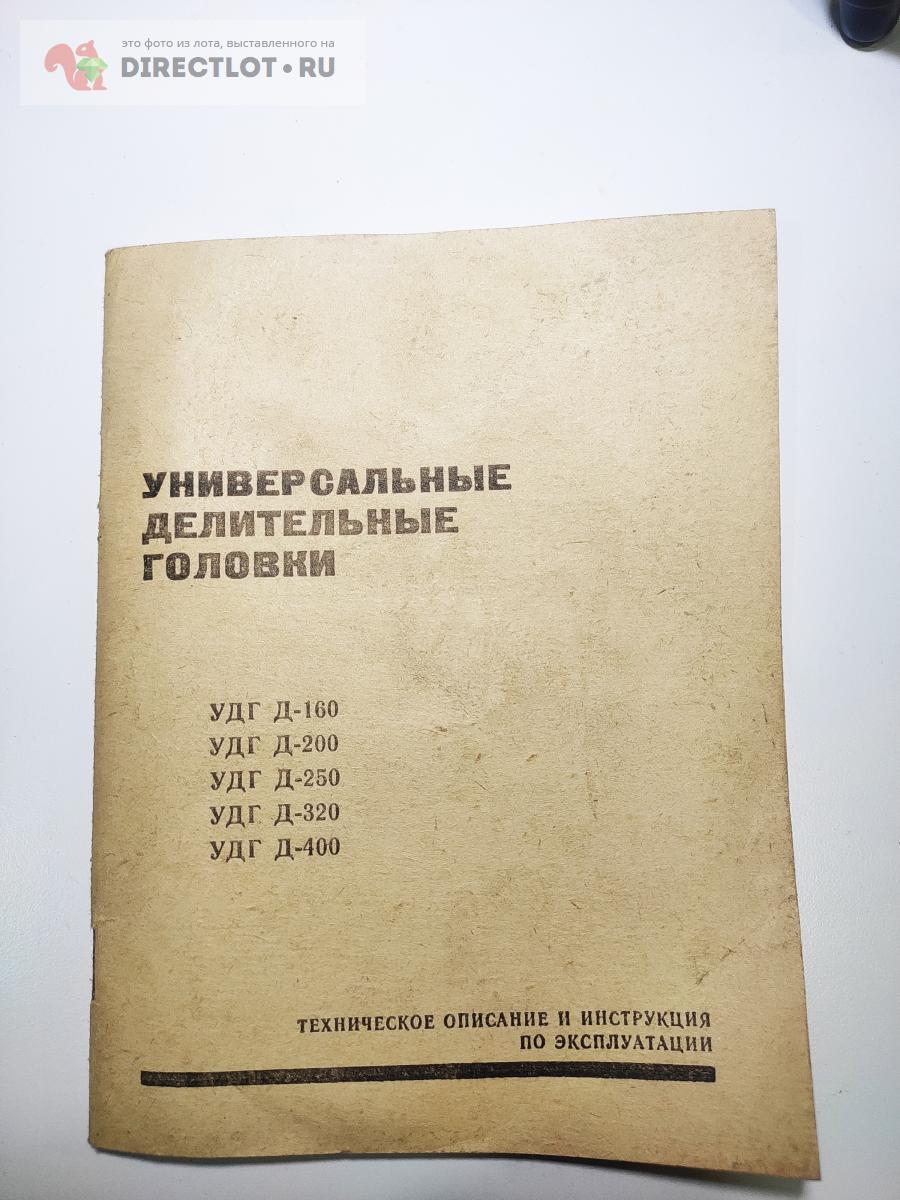 это фото из лота, выставленного на
DIRECTLOT•RU
УНИВЕРСАЛЬНЫЕ
ДЕЛИТЕЛЬНЫЕ
ГОЛОВКИ
УДГ Д-160
УДГ Д-200
УДГ Д-250
УДГ Д-320
УДГ Д-400
ТЕХНИЧЕСКОЕ ОПИСАНИЕ И ИНСТРУКЦИЯ
ПО ЭКСПЛУАТАЦИИ